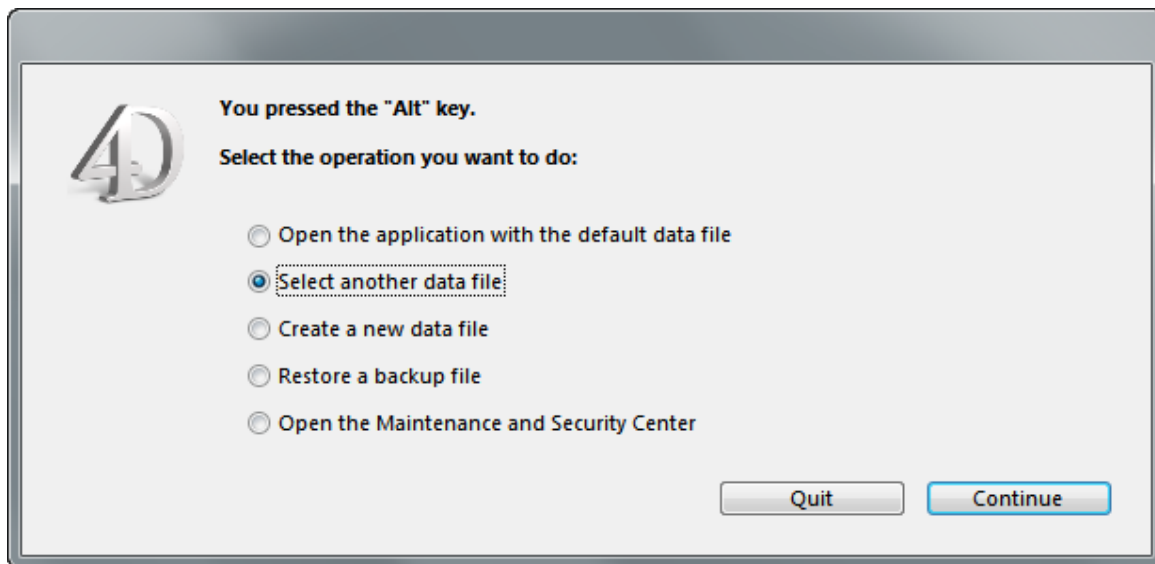 4D
You pressed the "Alt" key.
Select the operation you want to do:
Open the application with the default data file
Select another data file
Create a new data file
Restore a backup file
Open the Maintenance and Security Center
Quit Continue